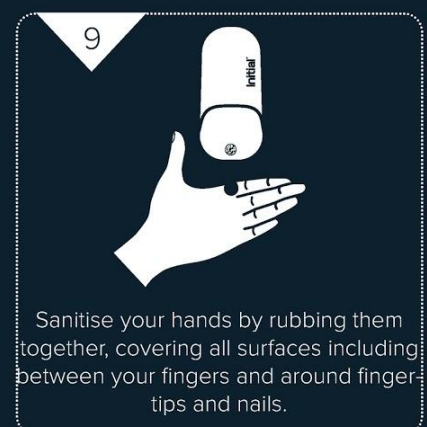 9
Initial
Sanitise your hands by rubbing them
together, covering all surfaces including
between your fingers and around finger-
tips and nails.